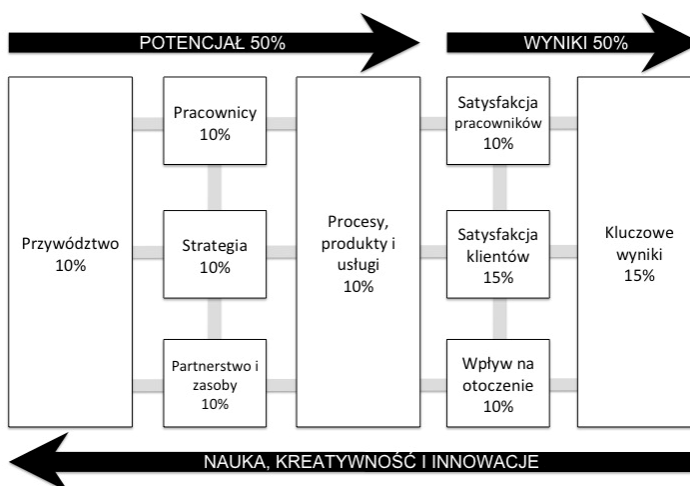 POTENCJAŁ 50%
WYNIKI 50%
Przywództwo
10%
Pracownicy
10%
Strategia
10%
Partnerstwo i
zasoby
10%
Procesy,
produkty i
usługi
10%
Satysfakcja
pracowników
10%
Satysfakcja
klientów
15%
Wpływ na
otoczenie
10%
Kluczowe
wyniki
15%
NAUKA, KREATYWNOŚĆ I INNOWACJE